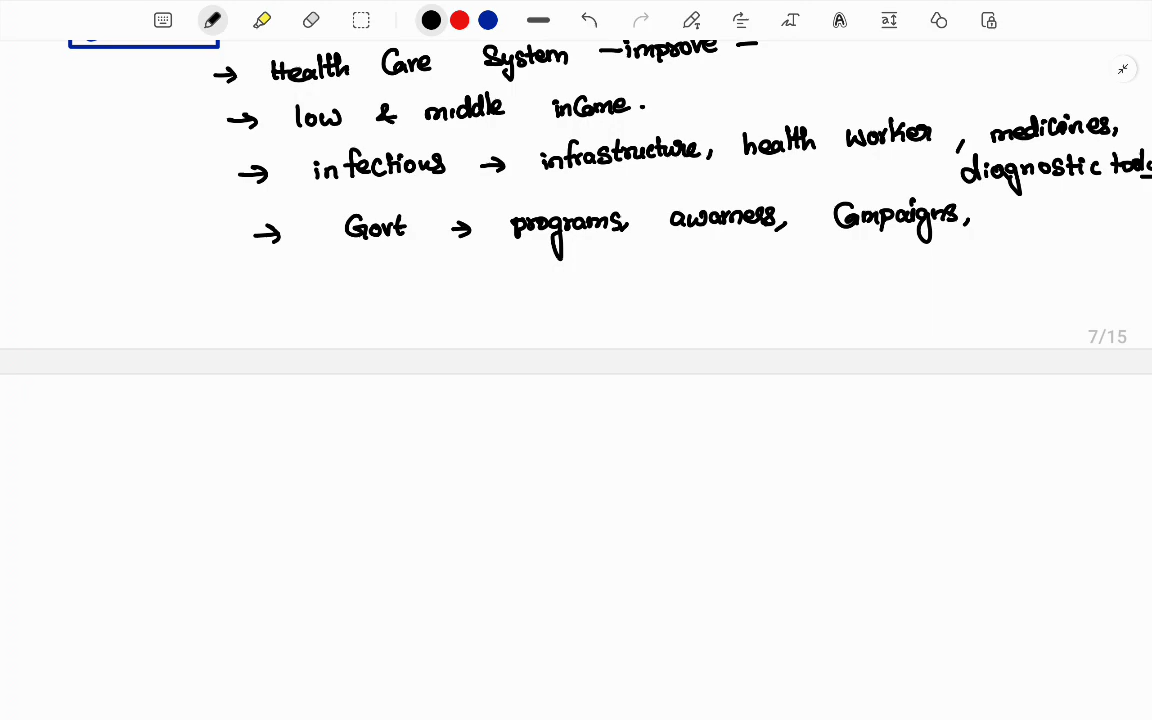 → Health Care System - improve -
→ low & middle income.
→ infectious → infrastructure, health worker, medicines,
diagnostic tools
→ Govt → programs, awarness, Campaigns,
7/15